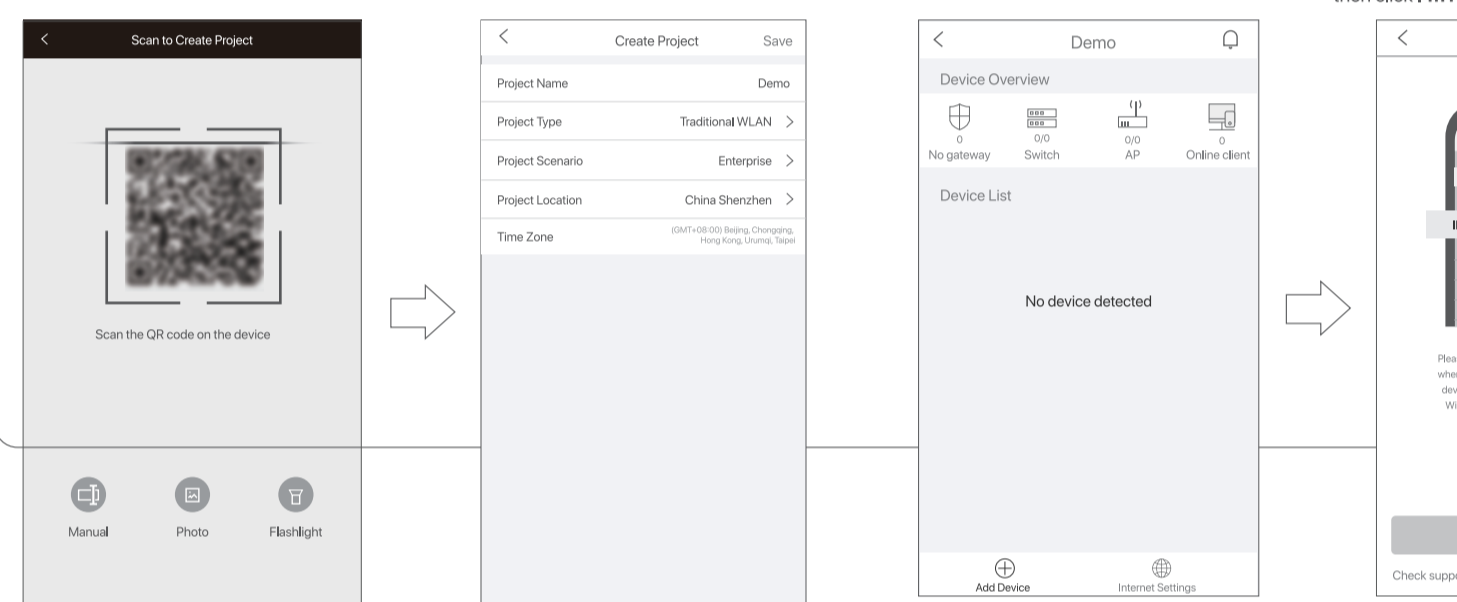 Scan to Create Project
Scan the QR code on the device
Manual
Photo
Flashlight
Create Project
Save
Project Name
Demo
Project Type
Traditional WLAN
Project Scenario
Enterprise
Project Location
China Shenzhen
Time Zone
(GMT+08:00) Beijing, Chongqing,
Hong Kong, Urumqi, Taipei
Demo
Device Overview
0
No gateway
0/0
Switch
0/0
AP
0
Online client
Device List
No device detected
Add Device
Internet Settings
then click
Check